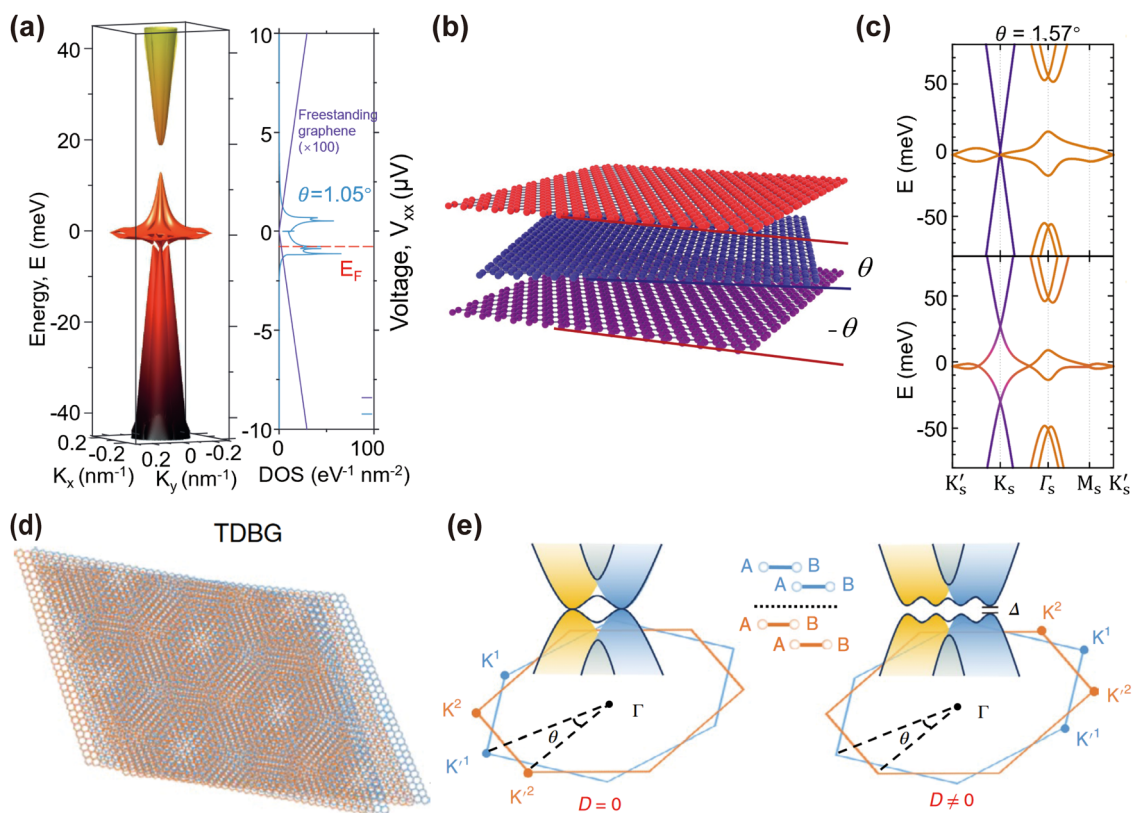 (a)
40
20
0
-20
-40
Energy, E (meV)
0.2
-0.2
0.2
0
-0.2
Kₓ (nm⁻¹)
Kᵧ (nm⁻¹)
10
5
0
-5
-10
Freestanding
graphene
(×100)
θ=1.05°
E_F
Voltage, Vₓₓ (μV)
0
100
DOS (eV⁻¹ nm⁻²)
(b)
θ
-θ
(c)
θ = 1.57°
50
0
-50
E (meV)
50
0
-50
E (meV)
K′ₛ
Kₛ
Γₛ
Mₛ
K′ₛ
(d)
TDBG
(e)
A B
A B
A B
A B
K¹
K²
K′¹
K′²
Γ
θ
D = 0
Δ
K²
K¹
K′²
K′¹
Γ
θ
D ≠ 0